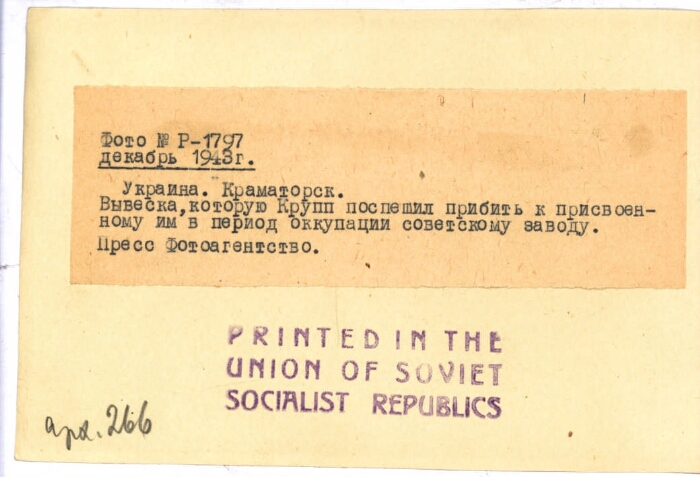 Фото № Р-1797
декабрь 1943г.
Украина. Краматорск.
Вывеска,которую Крупп поспешил прибить к присвоен-
ному им в период оккупации советскому заводу.
Пресс Фотоагентство.
PRINTED IN THE
UNION OF SOVIET
SOCIALIST REPUBLICS
арх. 266